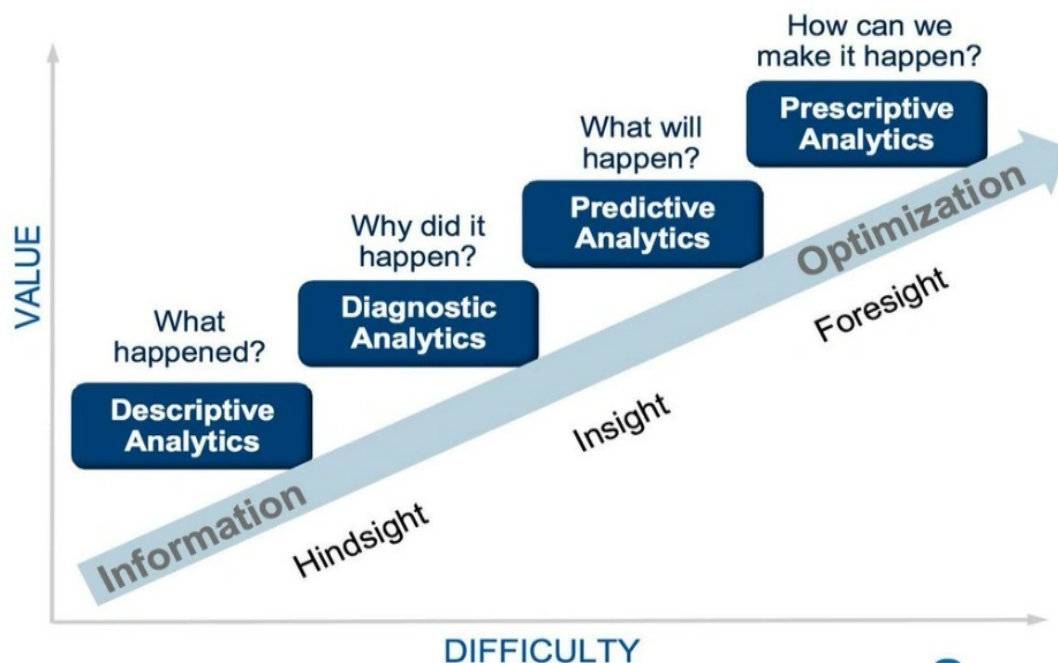 How can we
make it happen?
Prescriptive
Analytics
What will
happen?
Predictive
Analytics
Why did it
happen?
Diagnostic
Analytics
What
happened?
Descriptive
Analytics
VALUE
Information
Optimization
Hindsight
Insight
Foresight
DIFFICULTY